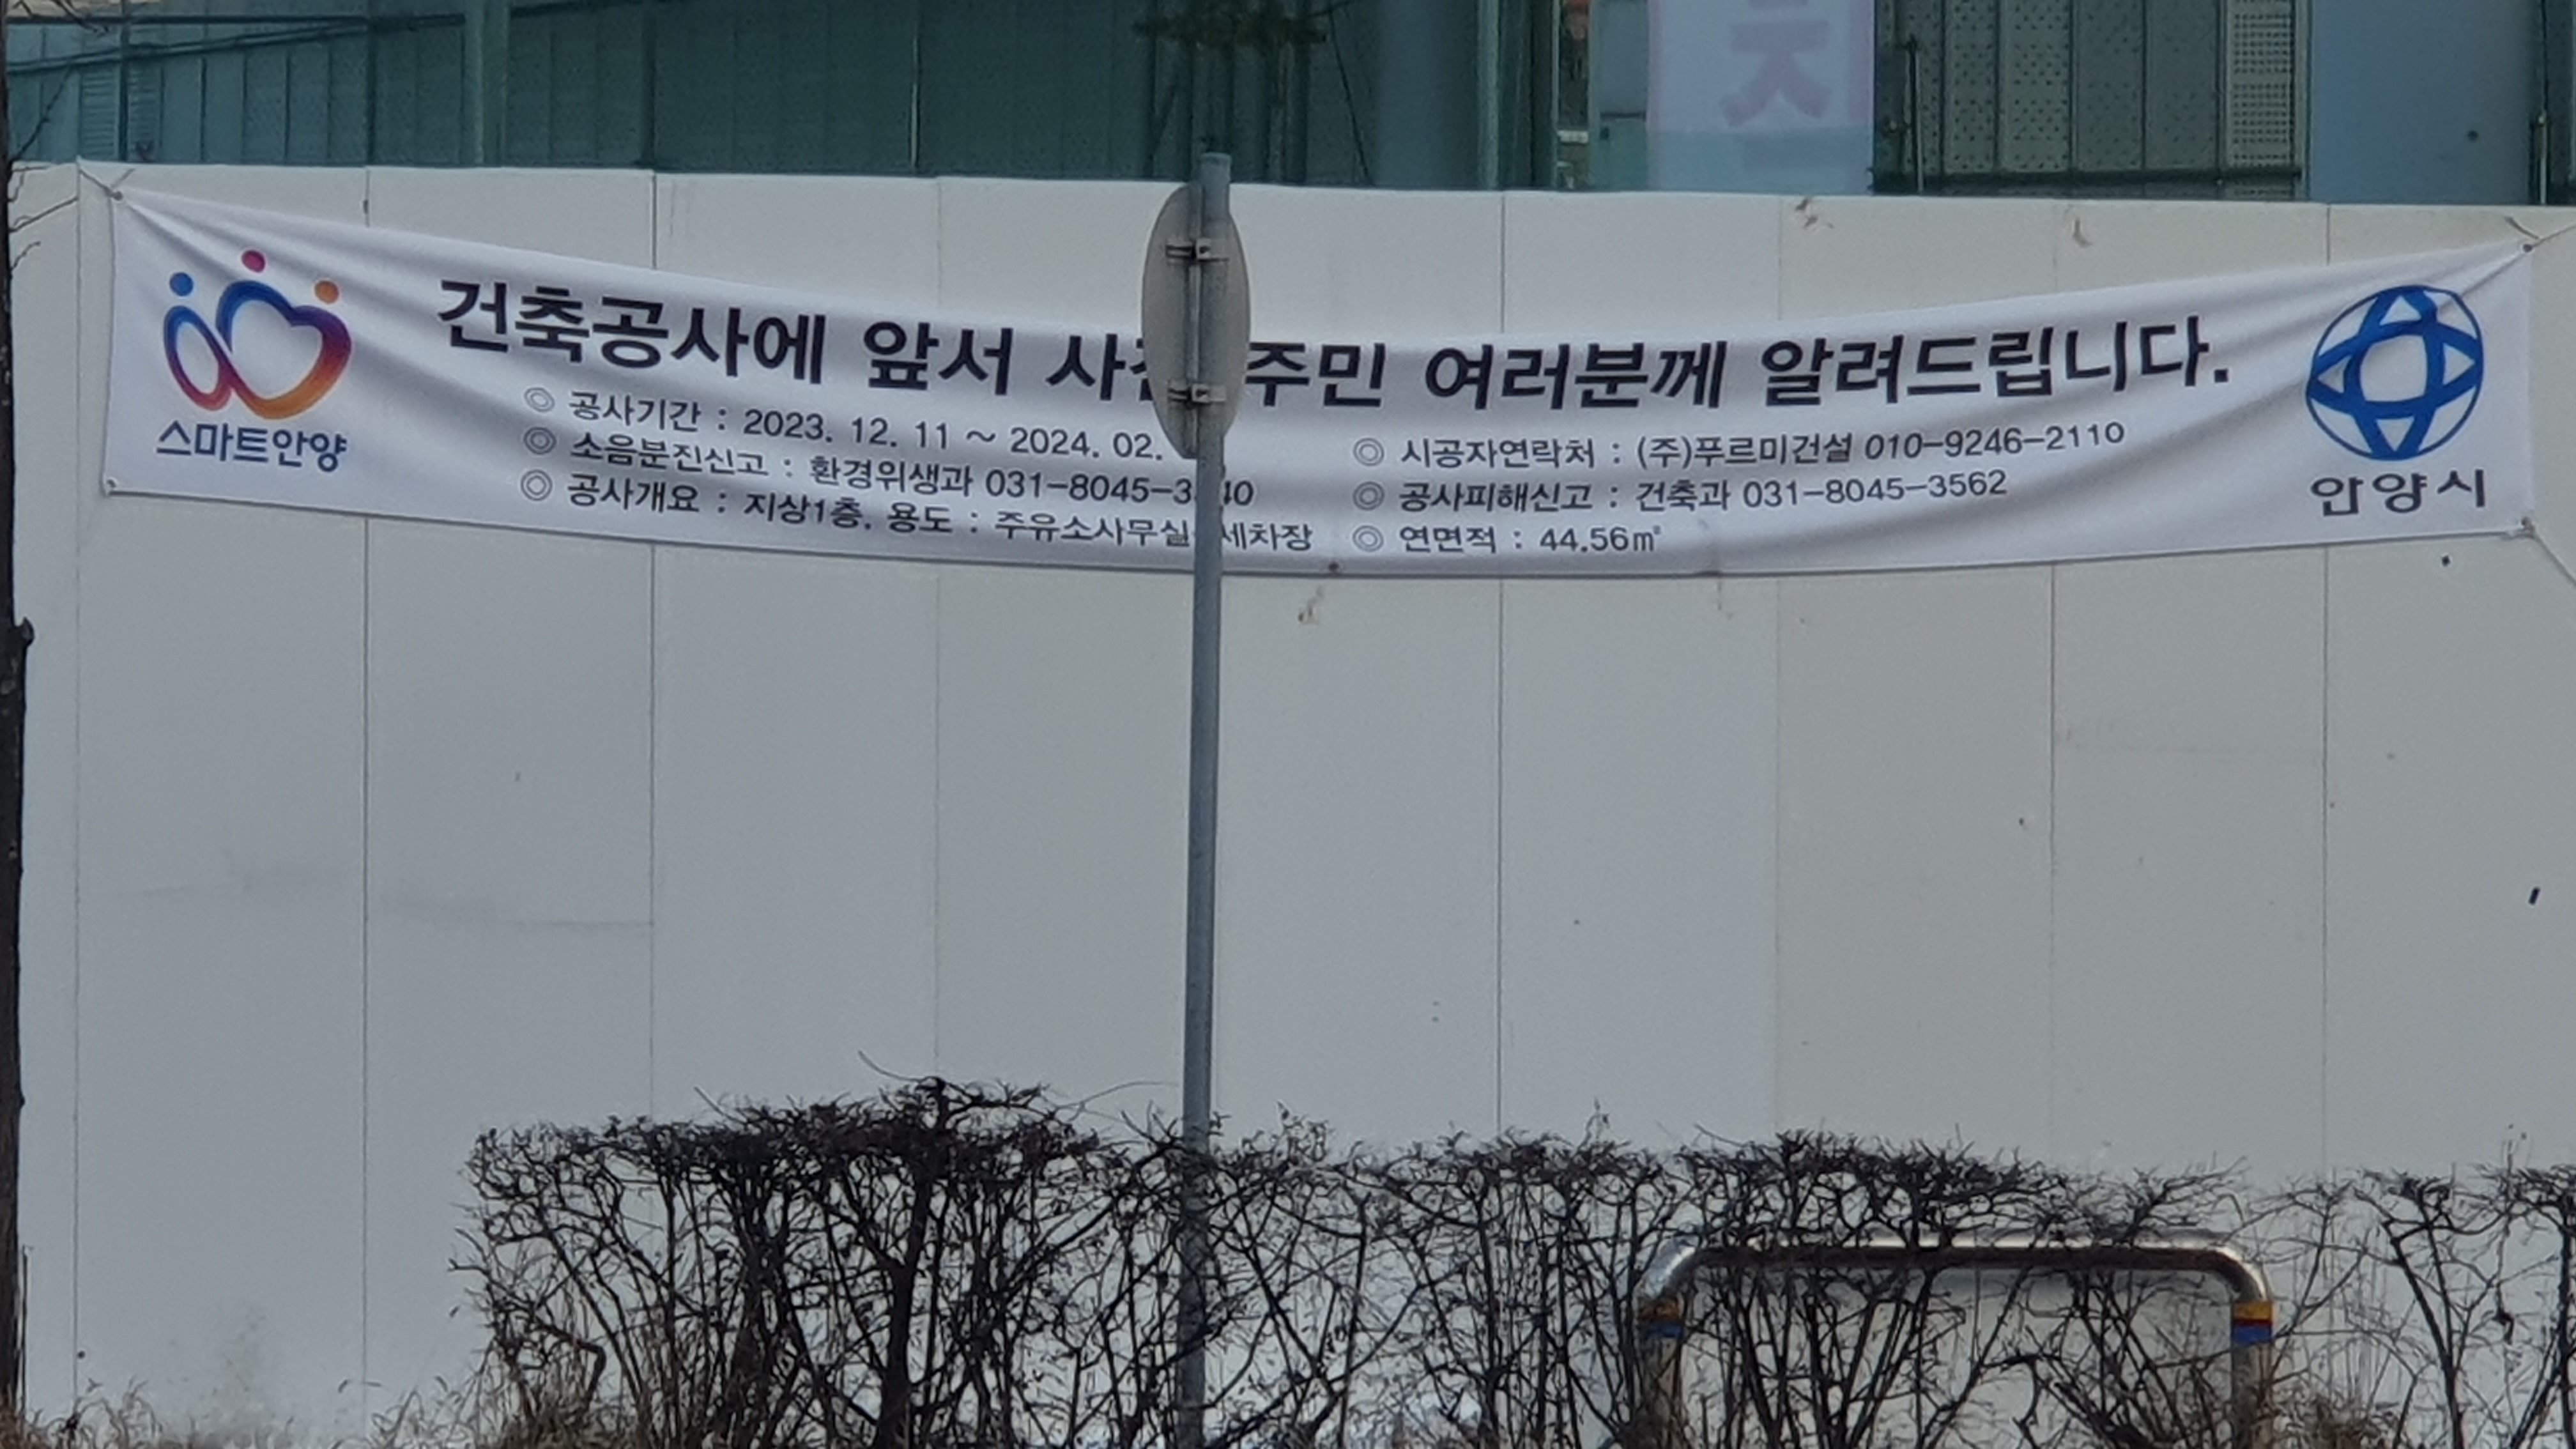 건축공사에 앞서 주민 여러분께 알려드립니다.
◎ 공사기간 : 2023. 12. 11 ~ 2024. 02.
◎ 소음분진신고 : 환경위생과
◎ 공사개요 : 지상1층, 용도 : 주유소사무실 세차장
◎ 시공자연락처 : (주)푸르미건설 010-9246-2110
◎ 공사피해신고 : 건축과 031-8045-3562
◎ 연면적 : 44.56㎡
스마트안양
안양시